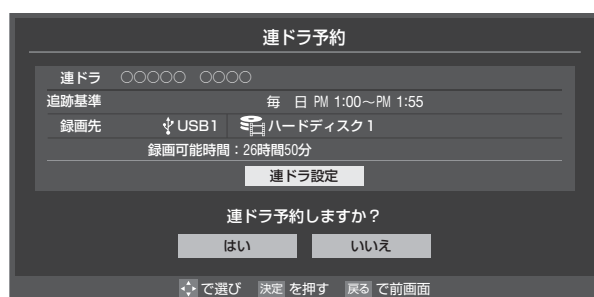 連ドラ予約
連ドラ ○○○○○ ○○○○
追跡基準 毎 日 PM 1:00～PM 1:55
録画先 USB1 ハードディスク1
録画可能時間：26時間50分
連ドラ設定
連ドラ予約しますか？
はい いいえ
で選び 決定 を押す 戻る で前画面